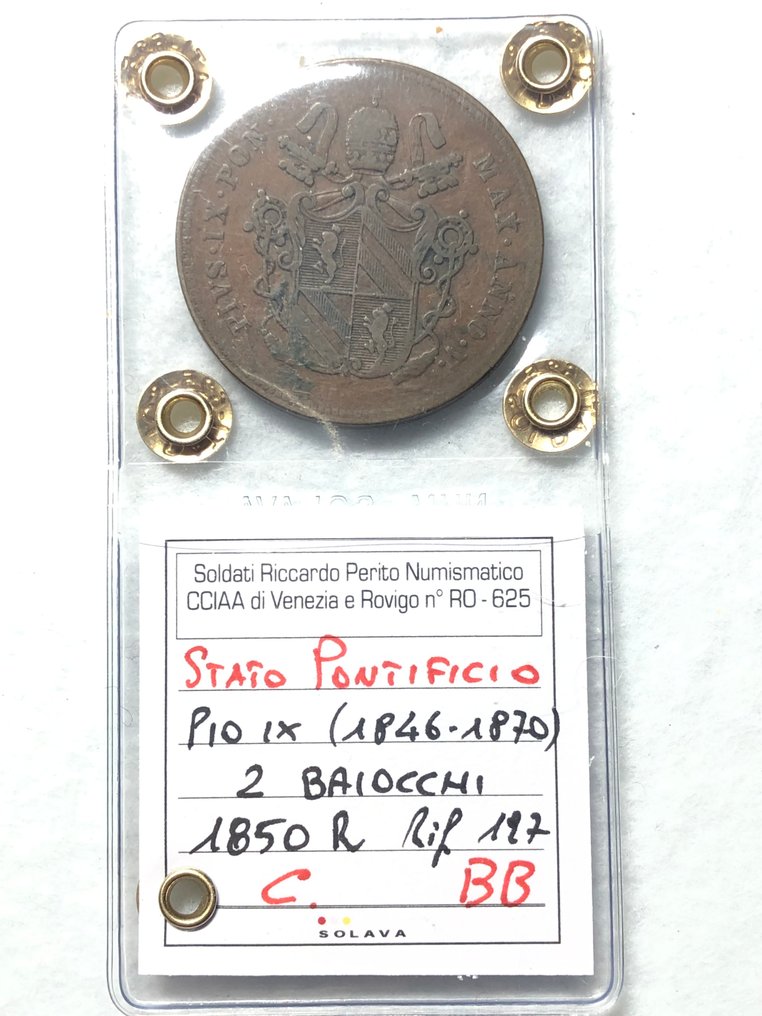 PIVS·IX·PON·
MAX·ANNO·V·
Soldati Riccardo Perito Numismatico
CCIAA di Venezia e Rovigo n° RO - 625
STATO PONTIFICIO
PIO IX (1846-1870)
2 BAIOCCHI
1850 R Rif 127
C. BB
SOLAVA